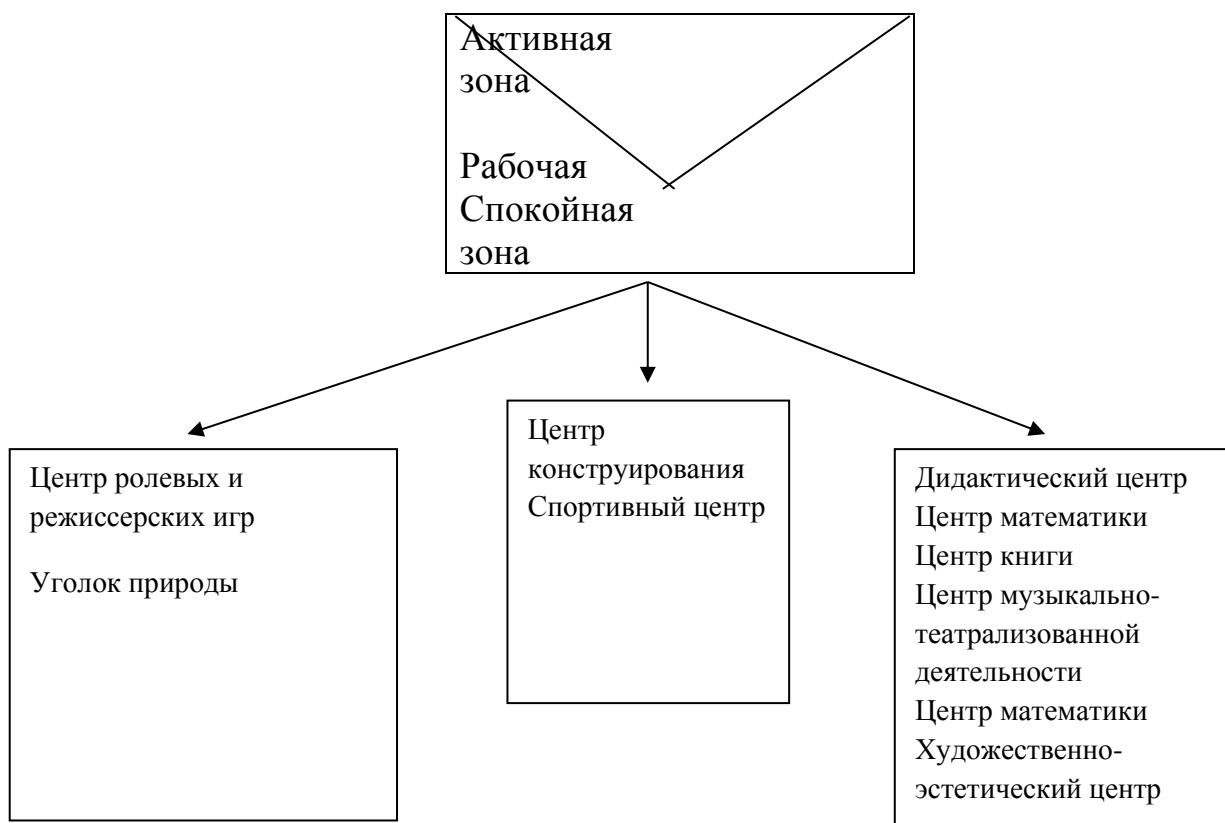 Активная
зона
Рабочая
Спокойная
зона
Центр ролевых и
режиссерских игр
Уголок природы
Центр
конструирования
Спортивный центр
Дидактический центр
Центр математики
Центр книги
Центр музыкально-
театрализованной
деятельности
Центр математики
Художественно-
эстетический центр